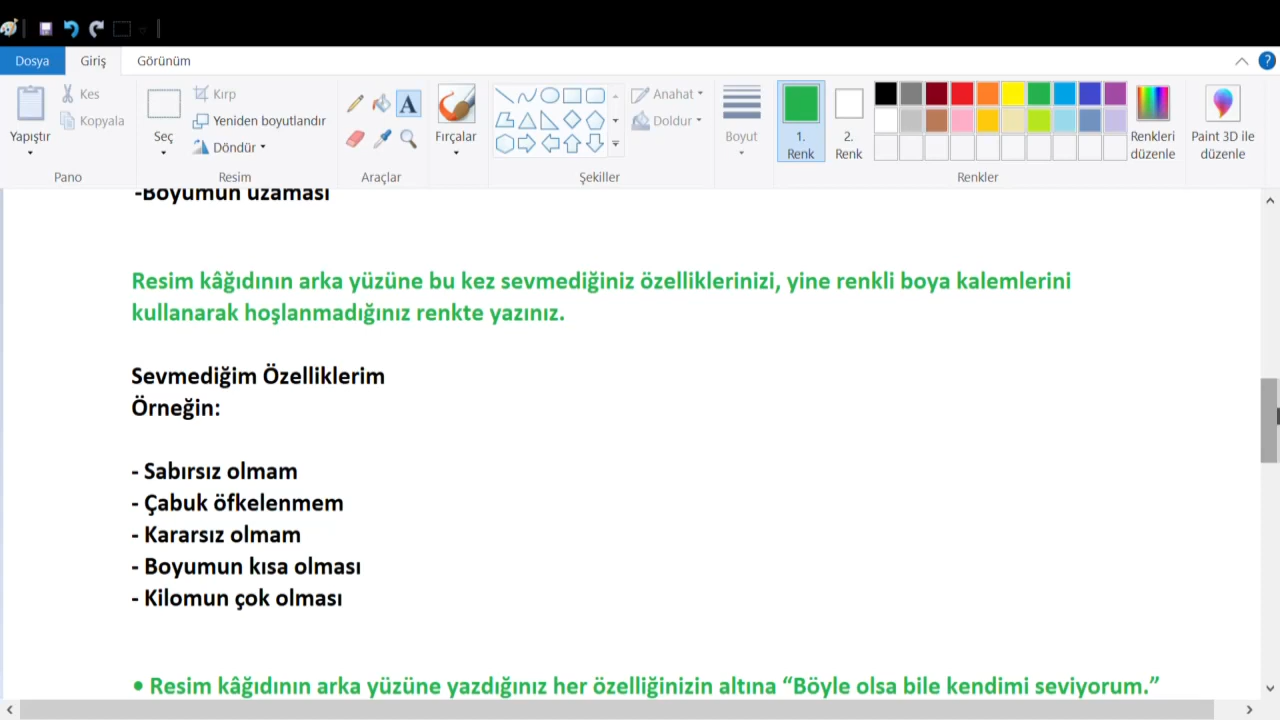 Dosya
Giriş
Görünüm
Yapıştır
Kes
Kopyala
Pano
Seç
Kırp
Yeniden boyutlandır
Döndür
Resim
A
Araçlar
Fırçalar
Şekiller
Anahat
Doldur
Boyut
1.
Renk
2.
Renk
Renkler
Renkleri
düzenle
Paint 3D ile
düzenle
?
-Boyumun uzaması
Resim kâğıdının arka yüzüne bu kez sevmediğiniz özelliklerinizi, yine renkli boya kalemlerini
kullanarak hoşlanmadığınız renkte yazınız.
Sevmediğim Özelliklerim
Örneğin:
- Sabırsız olmam
- Çabuk öfkelenmem
- Kararsız olmam
- Boyumun kısa olması
- Kilomun çok olması
• Resim kâğıdının arka yüzüne yazdığınız her özelliğinizin altına “Böyle olsa bile kendimi seviyorum.”